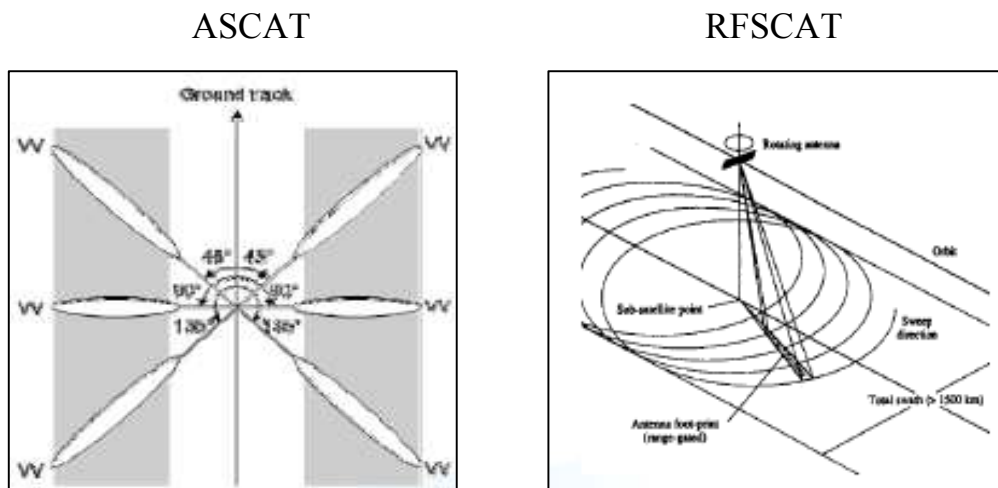 ASCAT
RFSCAT
Ground track
VV
VV
45°
90°
90°
VV
VV
135°
135°
VV
VV
Rotating antenna
Orbit
Sub-satellite point
Sweep
direction
Total swath (> 1500 km)
Antenna foot-print
(range-gated)